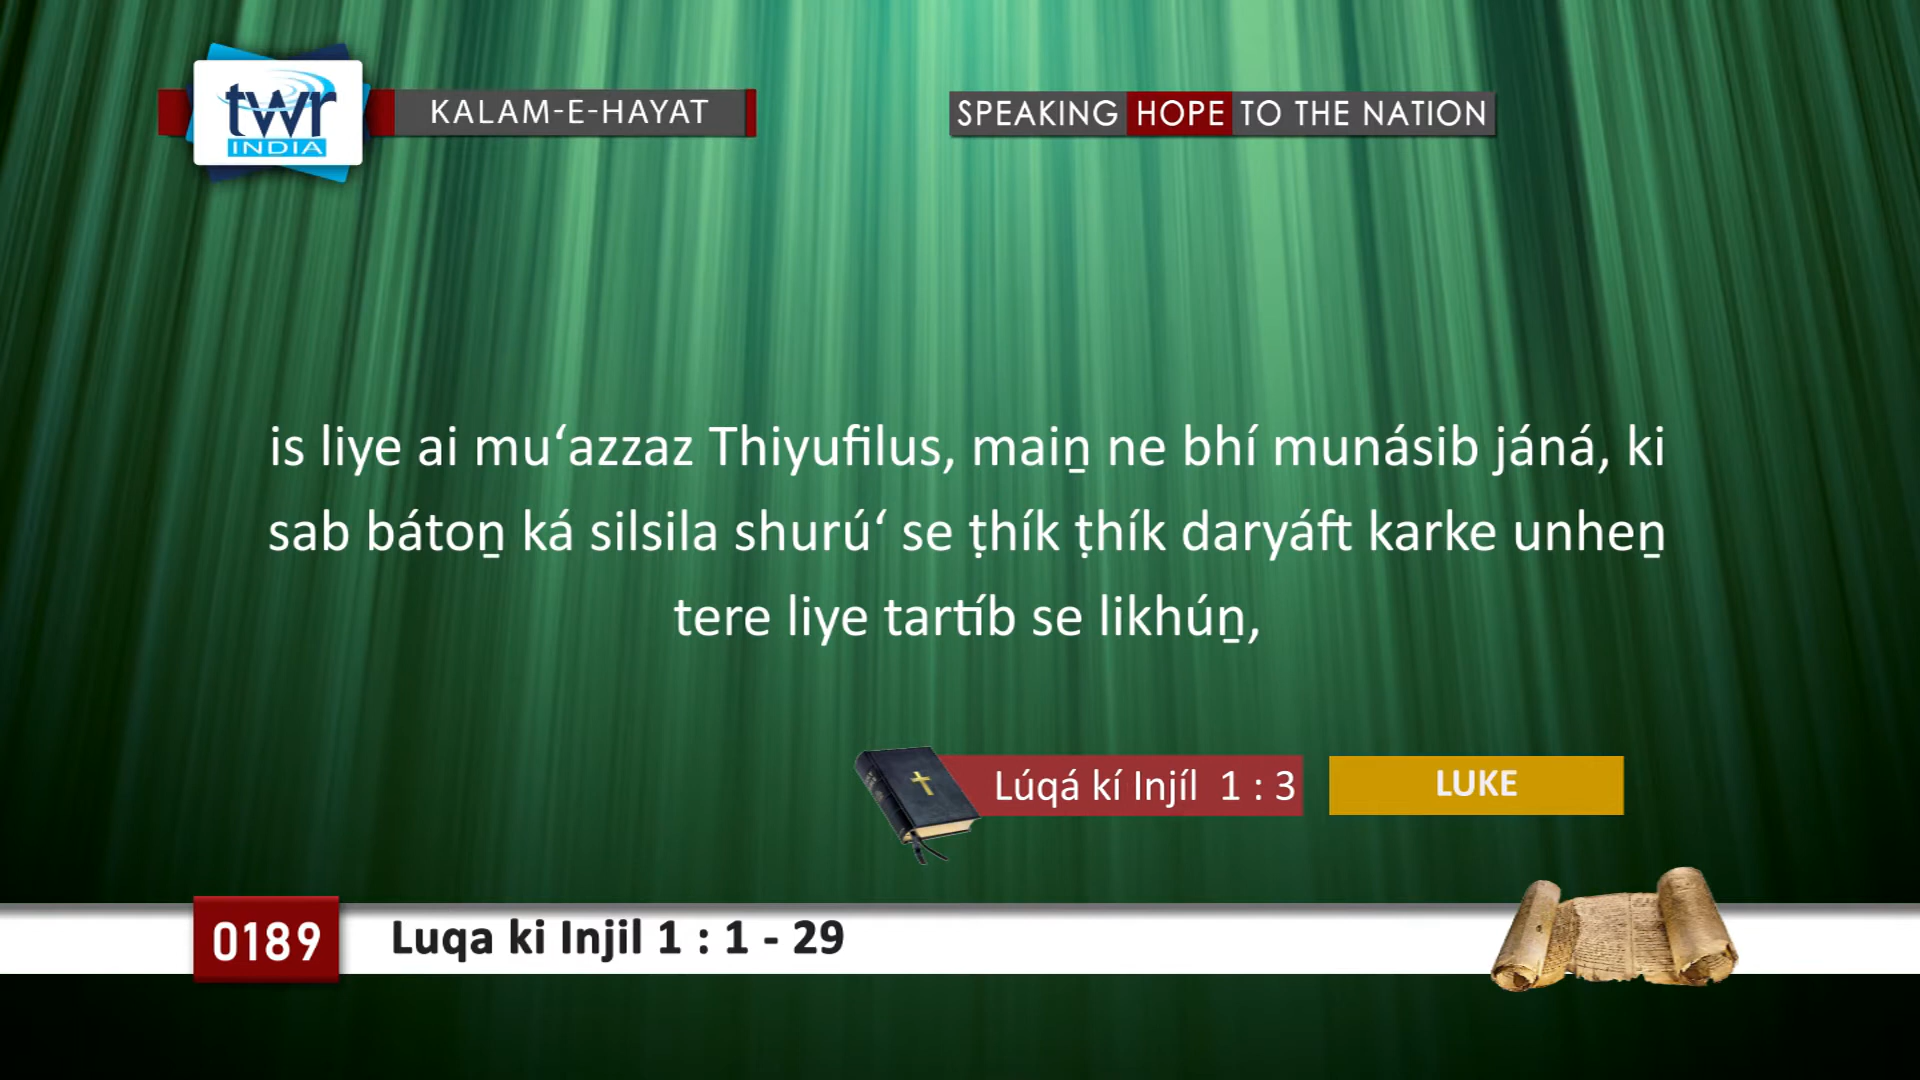 twr
INDIA
KALAM-E-HAYAT
SPEAKING HOPE TO THE NATION
is liye ai mu‘azzaz Thiyufilus, maiṉ ne bhí munásib jáná, ki
sab bátoṉ ká silsila shurú‘ se ṭhík ṭhík daryáft karke unheṉ
tere liye tartíb se likhúṉ,
Lúqá kí Injíl 1 : 3
LUKE
0189
Luqa ki Injil 1 : 1 - 29